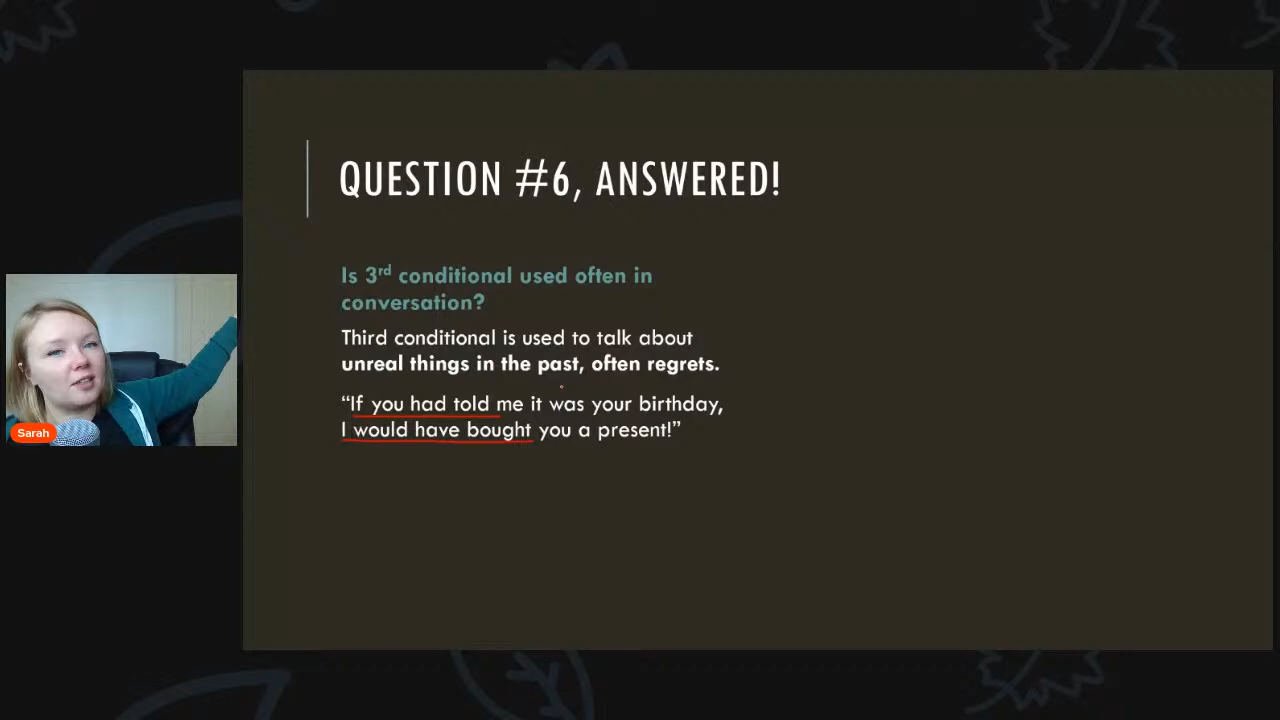 QUESTION #6, ANSWERED!
Is 3rd conditional used often in
conversation?
Third conditional is used to talk about
unreal things in the past, often regrets.
“If you had told me it was your birthday,
I would have bought you a present!”
Sarah